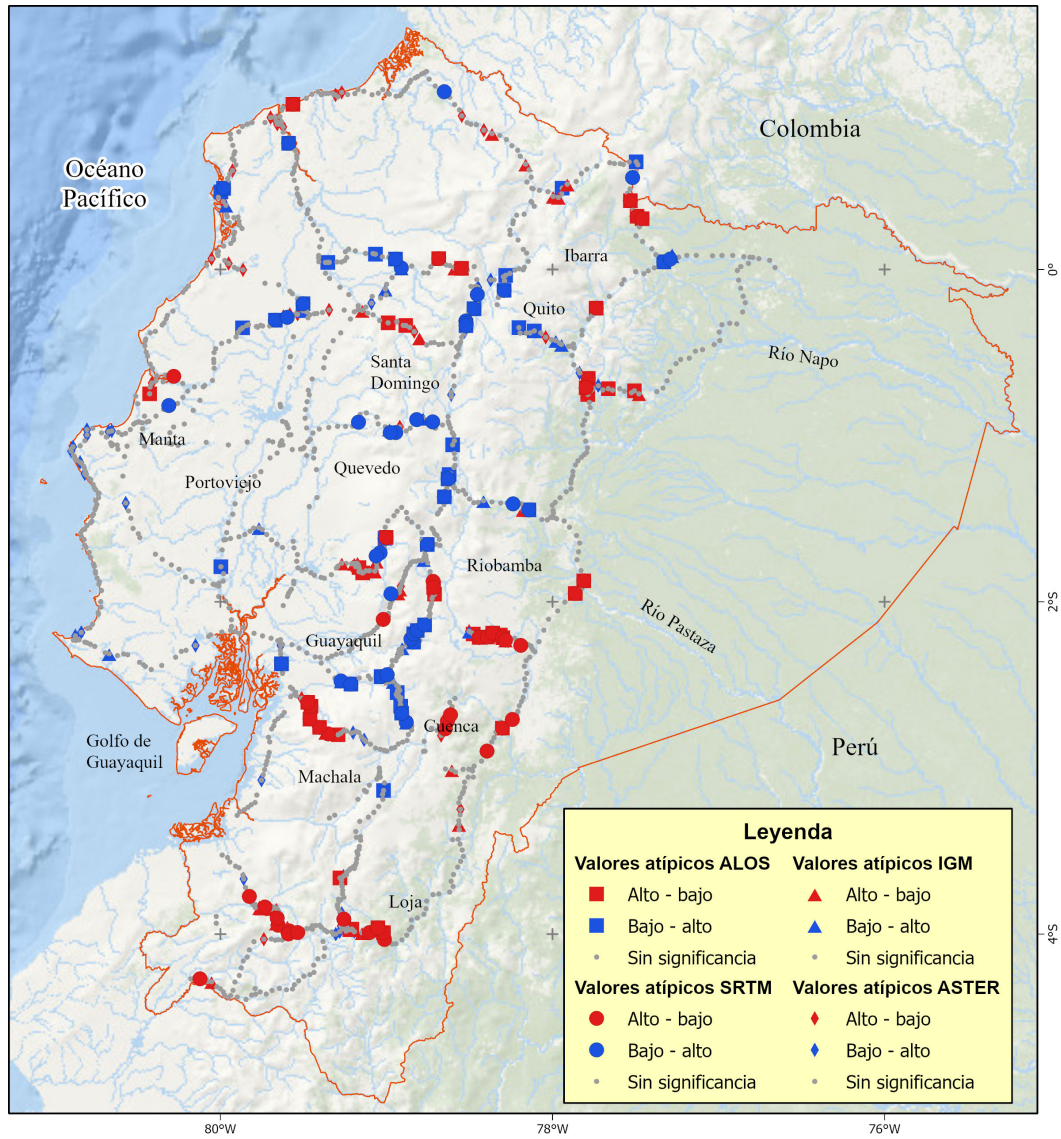 Colombia
Océano
Pacífico
Ibarra
0°
Quito
Río Napo
Santa
Domingo
Manta
Quevedo
Portoviejo
Riobamba
2°S
Río Pastaza
Guayaquil
Cuenca
Golfo de
Guayaquil
Perú
Machala
Loja
4°S
Leyenda
Valores atípicos ALOS
Alto - bajo
Bajo - alto
Sin significancia
Valores atípicos IGM
Alto - bajo
Bajo - alto
Sin significancia
Valores atípicos SRTM
Alto - bajo
Bajo - alto
Sin significancia
Valores atípicos ASTER
Alto - bajo
Bajo - alto
Sin significancia
80°W
78°W
76°W